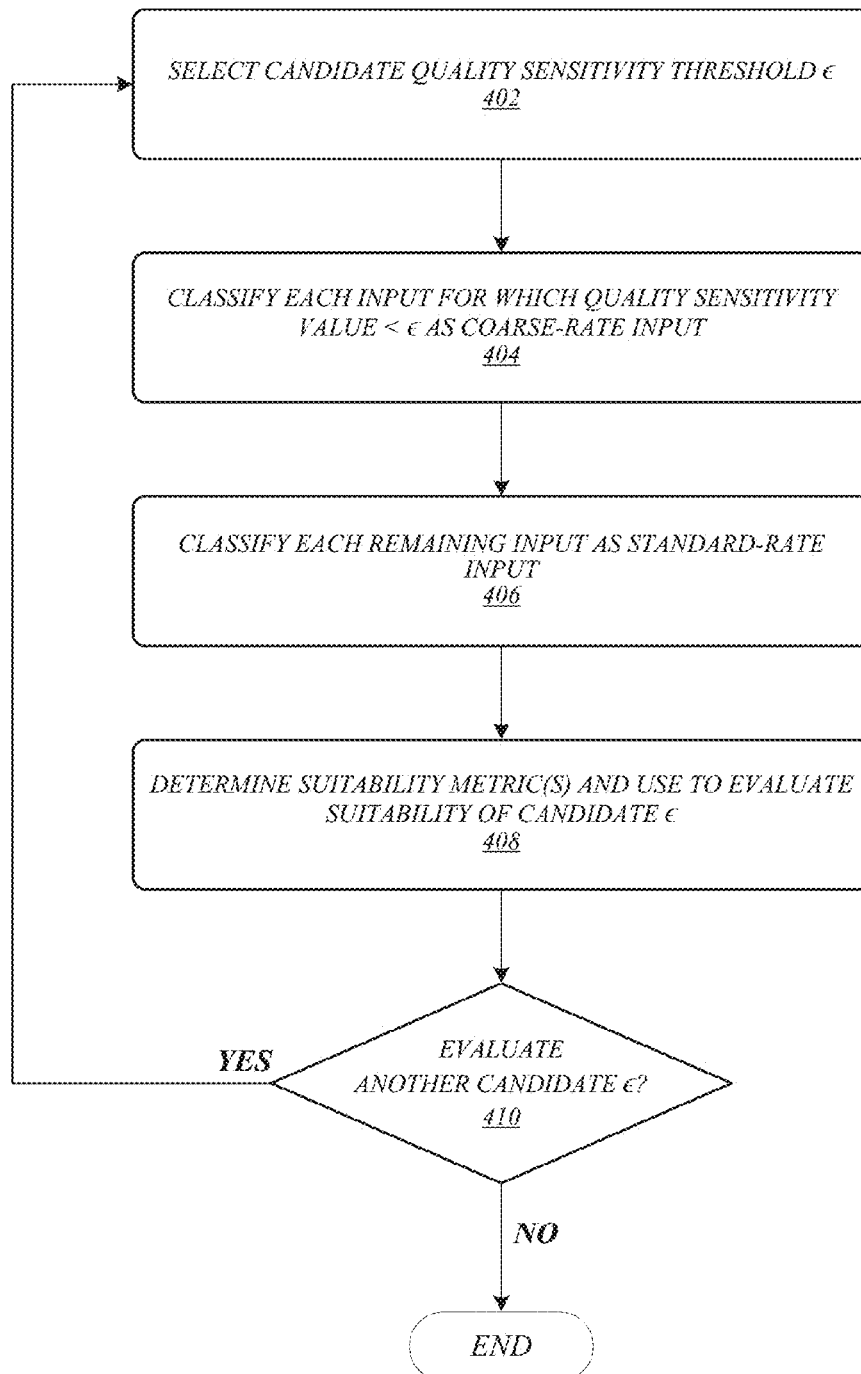 SELECT CANDIDATE QUALITY SENSITIVITY THRESHOLD ϵ
402
CLASSIFY EACH INPUT FOR WHICH QUALITY SENSITIVITY
VALUE < ϵ AS COARSE-RATE INPUT
404
CLASSIFY EACH REMAINING INPUT AS STANDARD-RATE
INPUT
406
DETERMINE SUITABILITY METRIC(S) AND USE TO EVALUATE
SUITABILITY OF CANDIDATE ϵ
408
YES
EVALUATE
ANOTHER CANDIDATE ϵ?
410
NO
END